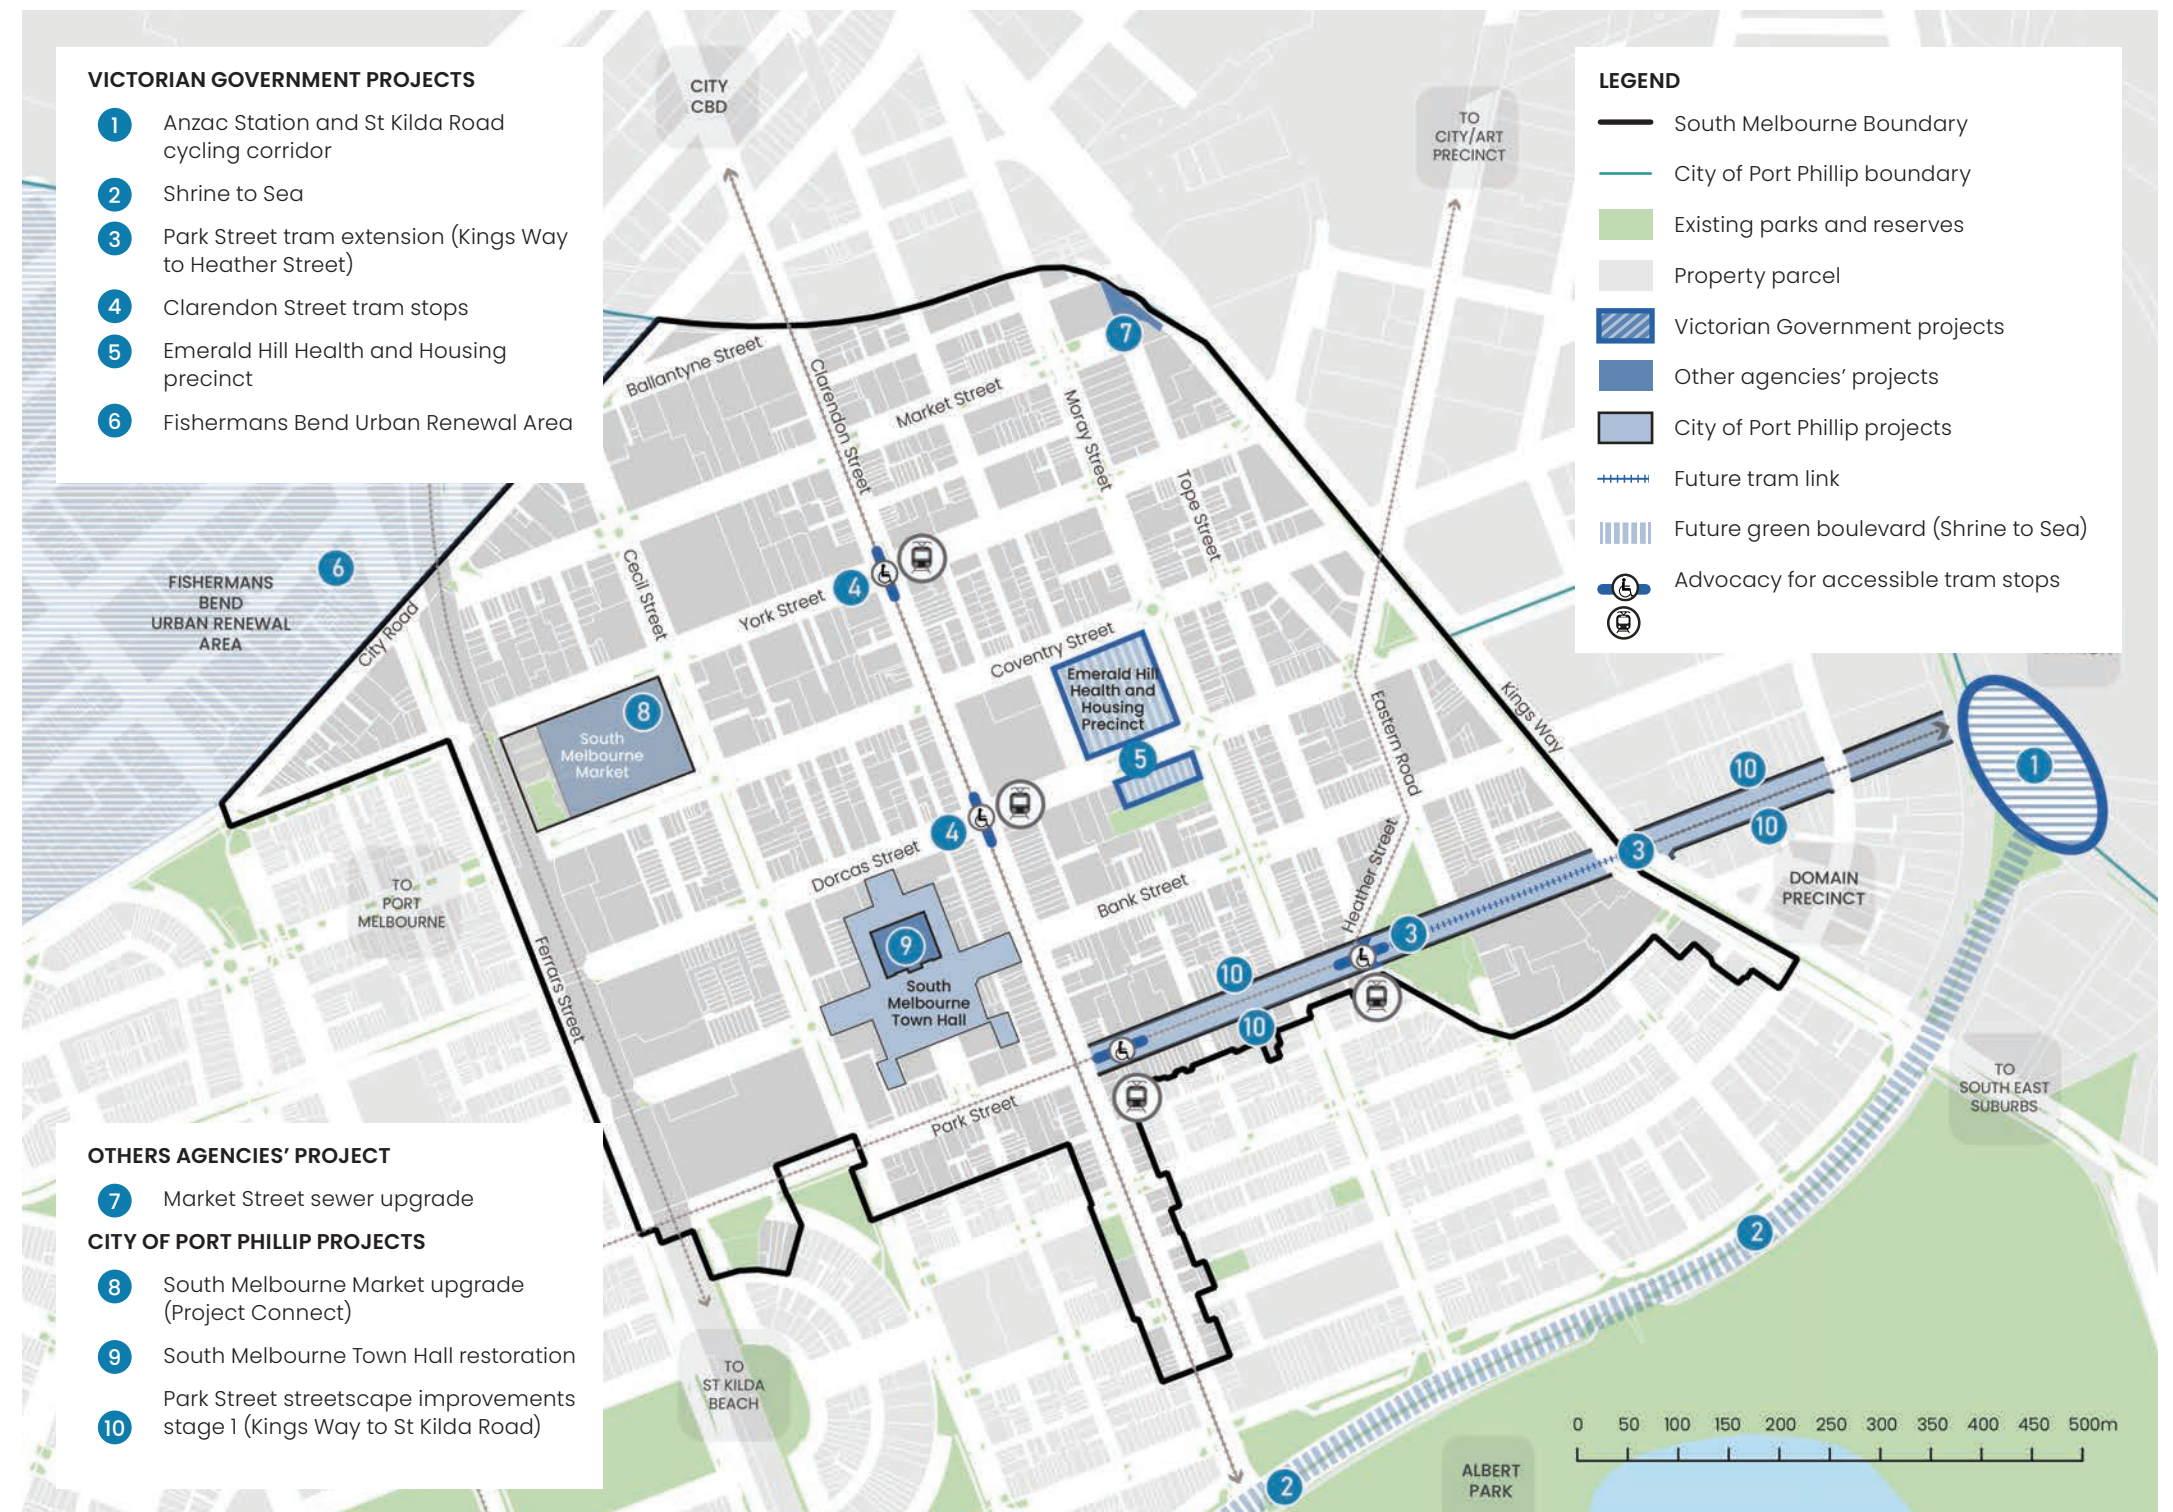 VICTORIAN GOVERNMENT PROJECTS
1 Anzac Station and St Kilda Road
cycling corridor
2 Shrine to Sea
3 Park Street tram extension (Kings Way
to Heather Street)
4 Clarendon Street tram stops
5 Emerald Hill Health and Housing
precinct
6 Fishermans Bend Urban Renewal Area
CITY
CBD
TO
CITY/ART
PRECINCT
LEGEND
South Melbourne Boundary
City of Port Phillip boundary
Existing parks and reserves
Property parcel
Victorian Government projects
Other agencies' projects
City of Port Phillip projects
Future tram link
Future green boulevard (Shrine to Sea)
Advocacy for accessible tram stops
7
Ballantyne Street
Clarendon Street
Market Street
Moray Street
Tope Street
6
FISHERMANS
BEND
URBAN RENEWAL
AREA
City Road
Cecil Street
4
York Street
Coventry Street
Emerald Hill
Health and
Housing
Precinct
5
8
South
Melbourne
Market
Eastern Road
Kings Way
10
1
10
3
4
Dorcas Street
Heather Street
Bank Street
DOMAIN
PRECINCT
TO
PORT
MELBOURNE
Ferrars Street
9
South
Melbourne
Town Hall
3
10
10
Park Street
TO
SOUTH EAST
SUBURBS
2
TO
ST KILDA
BEACH
2
ALBERT
PARK
0 50 100 150 200 250 300 350 400 450 500m
OTHERS AGENCIES' PROJECT
7 Market Street sewer upgrade
CITY OF PORT PHILLIP PROJECTS
8 South Melbourne Market upgrade
(Project Connect)
9 South Melbourne Town Hall restoration
Park Street streetscape improvements
10 stage 1 (Kings Way to St Kilda Road)